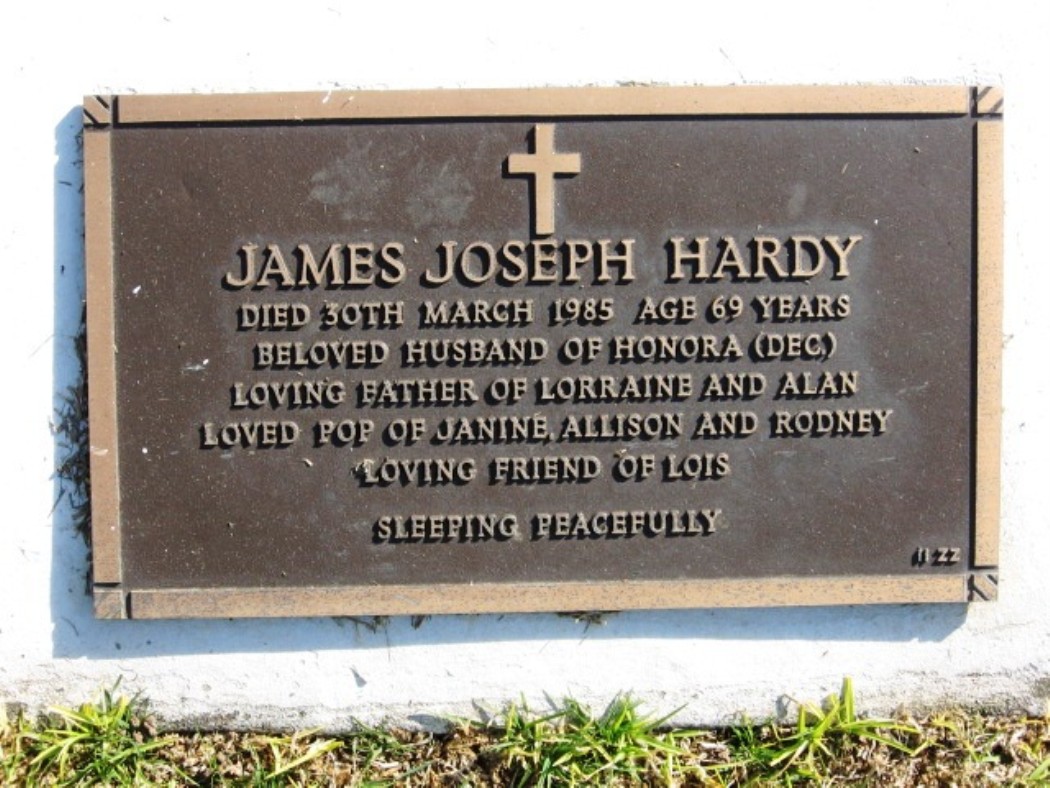 JAMES JOSEPH HARDY
DIED 30TH MARCH 1985 AGE 69 YEARS
BELOVED HUSBAND OF HONORA (DEC.)
LOVING FATHER OF LORRAINE AND ALAN
LOVED POP OF JANINE, ALLISON AND RODNEY
LOVING FRIEND OF LOIS
SLEEPING PEACEFULLY
11 ZZ